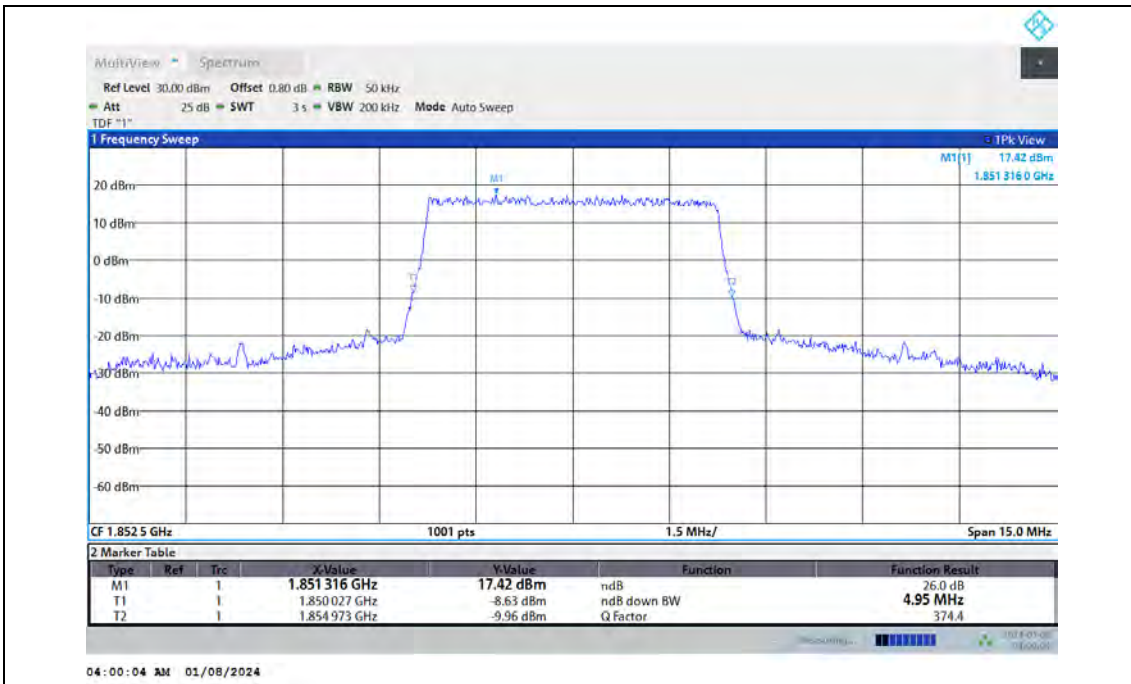 MultiView Spectrum
Ref Level 30.00 dBm Offset 0.80 dB RBW 50 kHz
Att 25 dB SWT 3 s VBW 200 kHz Mode Auto Sweep
TDF "1"
1 Frequency Sweep 1Pk View
M1[1] 17.42 dBm
1.851 316 0 GHz
M1
20 dBm
10 dBm
0 dBm
-10 dBm
-20 dBm
-30 dBm
-40 dBm
-50 dBm
-60 dBm
CF 1.852 5 GHz 1001 pts 1.5 MHz/ Span 15.0 MHz
2 Marker Table
Type Ref Trc X-Value Y-Value Function Function Result
M1 1 1.851 316 GHz 17.42 dBm ndB 26.0 dB
T1 1 1.850 027 GHz -8.63 dBm ndB down BW 4.95 MHz
T2 1 1.854 973 GHz -9.96 dBm Q Factor 374.4
Measuring...
04:00:04 AM 01/08/2024